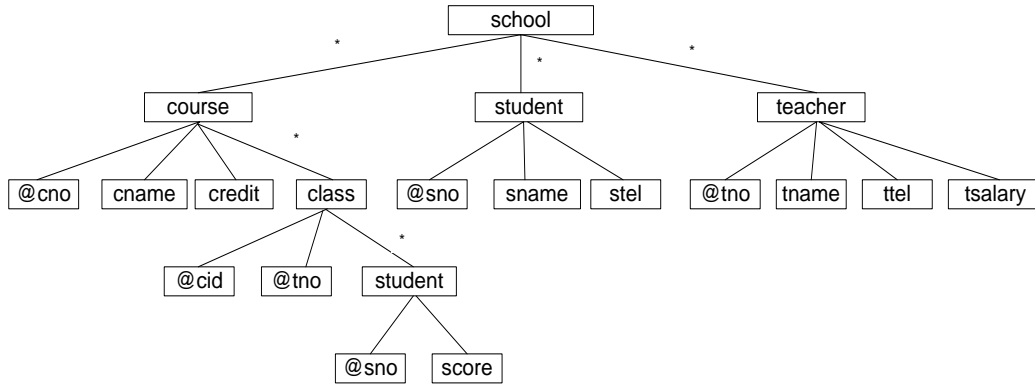 school
* * *
course student teacher
*
@cno cname credit class @sno sname stel @tno tname ttel tsalary
*
@cid @tno student
@sno score